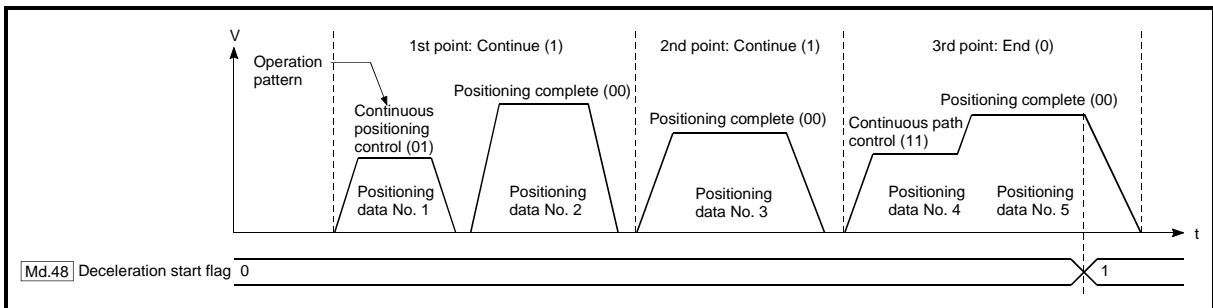 V
1st point: Continue (1)
2nd point: Continue (1)
3rd point: End (0)
Operation
pattern
Continuous
positioning
control (01)
Positioning complete (00)
Positioning complete (00)
Continuous path
control (11)
Positioning complete (00)
Positioning
data No. 1
Positioning
data No. 2
Positioning
data No. 3
Positioning
data No. 4
Positioning
data No. 5
t
Md.48 Deceleration start flag 0
1